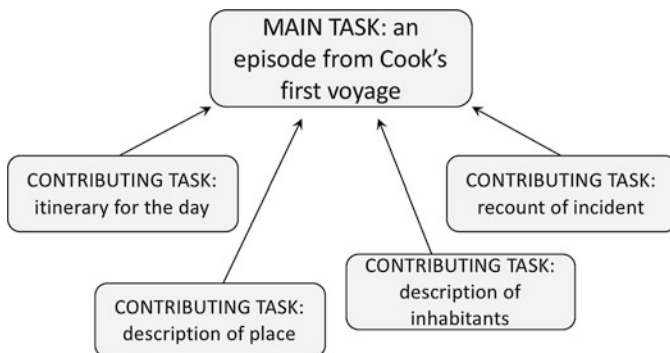 MAIN TASK: an
episode from Cook’s
first voyage
CONTRIBUTING TASK:
itinerary for the day
CONTRIBUTING TASK:
recount of incident
CONTRIBUTING TASK:
description of place
CONTRIBUTING TASK:
description of
inhabitants